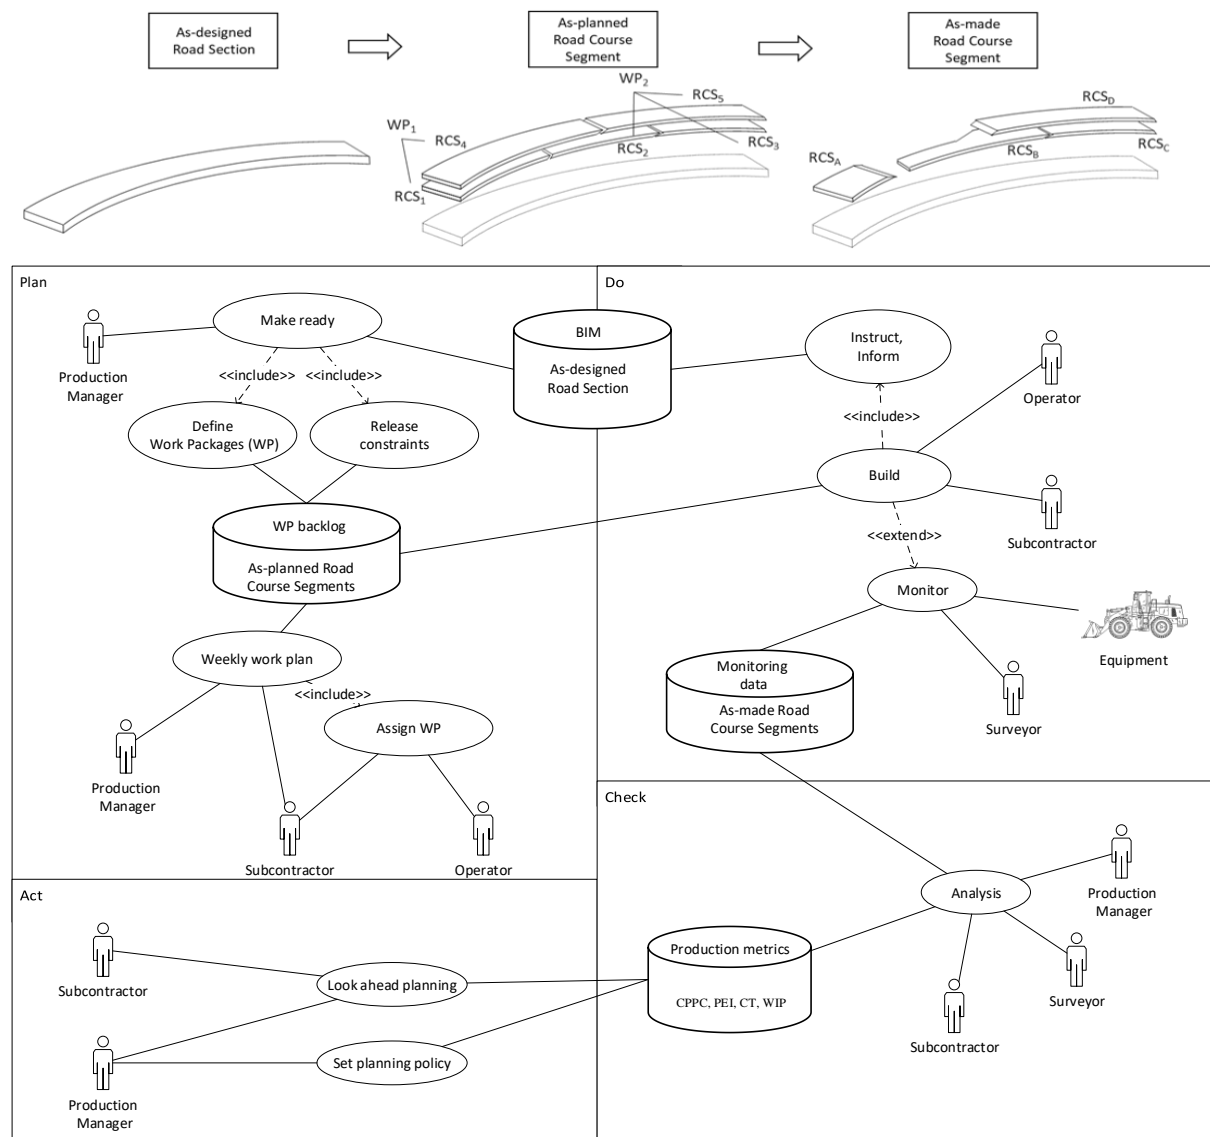 As-designed
Road Section
As-planned
Road Course
Segment
As-made
Road Course
Segment
WP2
RCS5
WP1
RCS4
RCS2
RCS3
RCS1
RCSD
RCSA
RCSB
RCSC
Plan
Make ready
Production
Manager
<<include>>
<<include>>
Define
Work Packages (WP)
Release
constraints
BIM
As-designed
Road Section
WP backlog
As-planned Road
Course Segments
Weekly work plan
<<include>>
Assign WP
Production
Manager
Subcontractor
Operator
Do
Instruct,
Inform
Operator
<<include>>
Build
Subcontractor
<<extend>>
Monitor
Equipment
Monitoring
data
As-made Road
Course Segments
Surveyor
Check
Analysis
Production
Manager
Surveyor
Subcontractor
Production metrics
CPPC, PEI, CT, WIP
Act
Subcontractor
Look ahead planning
Set planning policy
Production
Manager